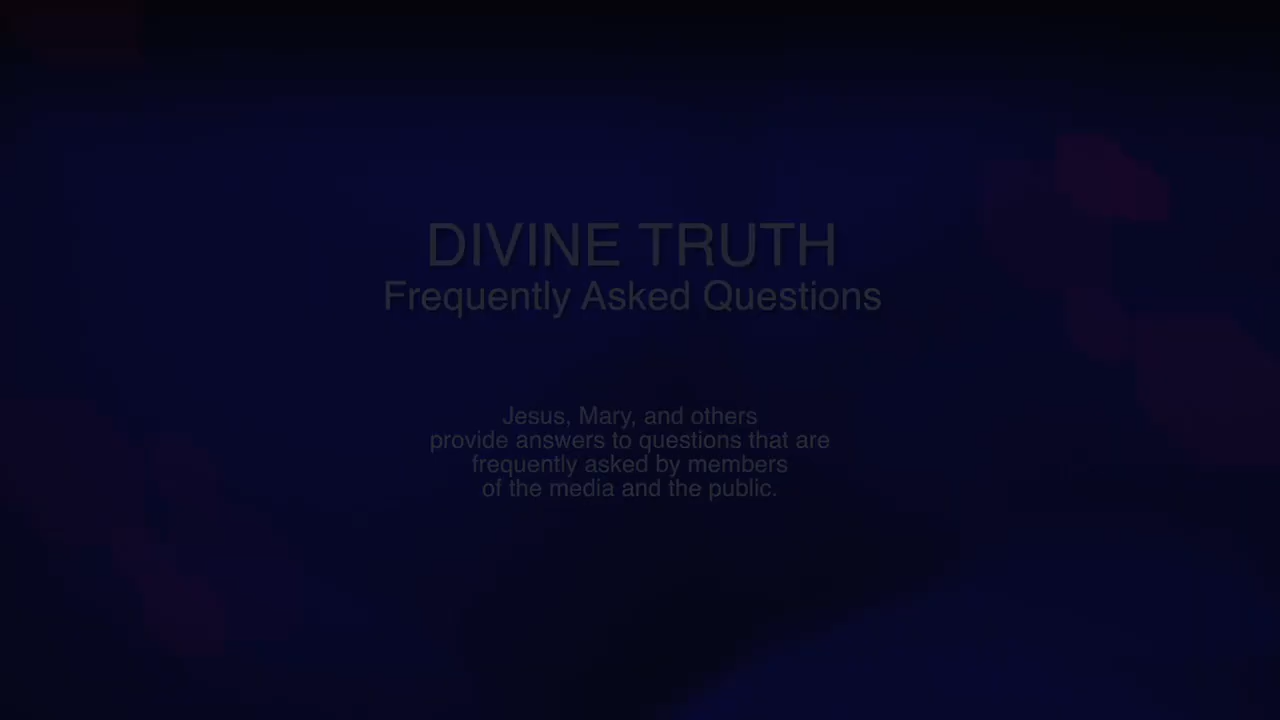 DIVINE TRUTH
Frequently Asked Questions
Jesus, Mary, and others
provide answers to questions that are
frequently asked by members
of the media and the public.